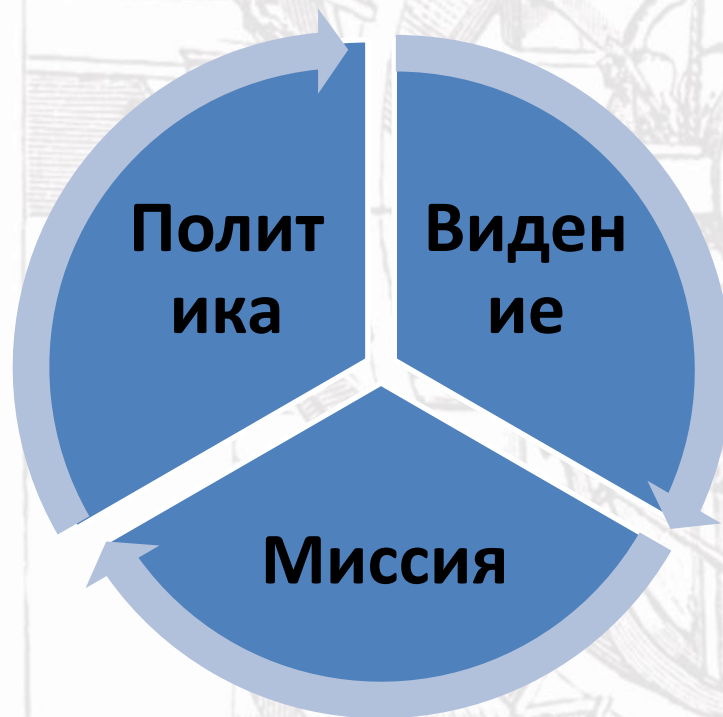 Полит
ика
Виден
ие
Миссия